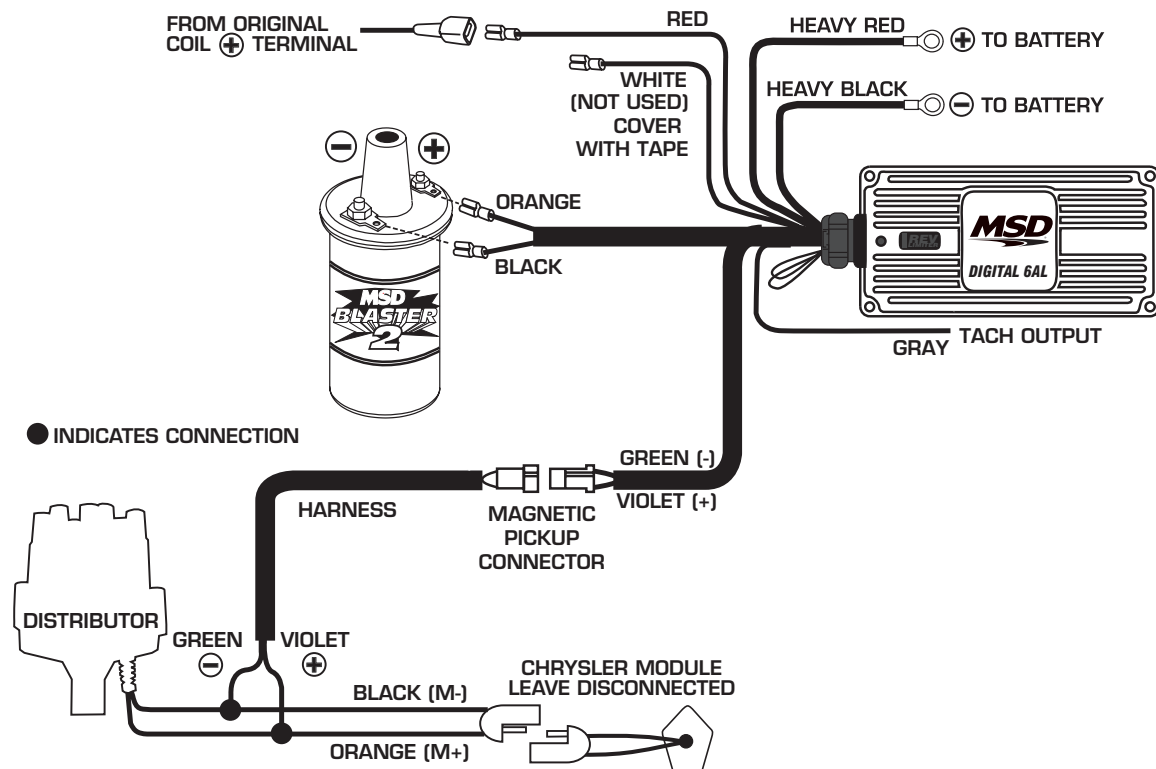 FROM ORIGINAL
COIL + TERMINAL
RED
HEAVY RED
+ TO BATTERY
WHITE
(NOT USED)
COVER
WITH TAPE
HEAVY BLACK
- TO BATTERY
- +
ORANGE
BLACK
MSD
BLASTER
2
REV
MSD
DIGITAL 6AL
GRAY
TACH OUTPUT
INDICATES CONNECTION
GREEN (-)
VIOLET (+)
HARNESS
MAGNETIC
PICKUP
CONNECTOR
DISTRIBUTOR
GREEN
-
VIOLET
+
CHRYSLER MODULE
LEAVE DISCONNECTED
BLACK (M-)
ORANGE (M+)